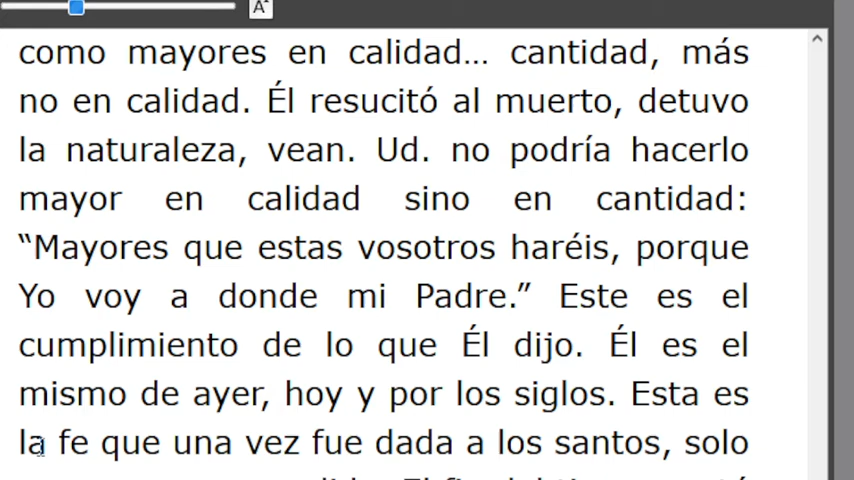 A
como mayores en calidad... cantidad, más
no en calidad. Él resucitó al muerto, detuvo
la naturaleza, vean. Ud. no podría hacerlo
mayor en calidad sino en cantidad:
“Mayores que estas vosotros haréis, porque
Yo voy a donde mi Padre.” Este es el
cumplimiento de lo que Él dijo. Él es el
mismo de ayer, hoy y por los siglos. Esta es
la fe que una vez fue dada a los santos, solo